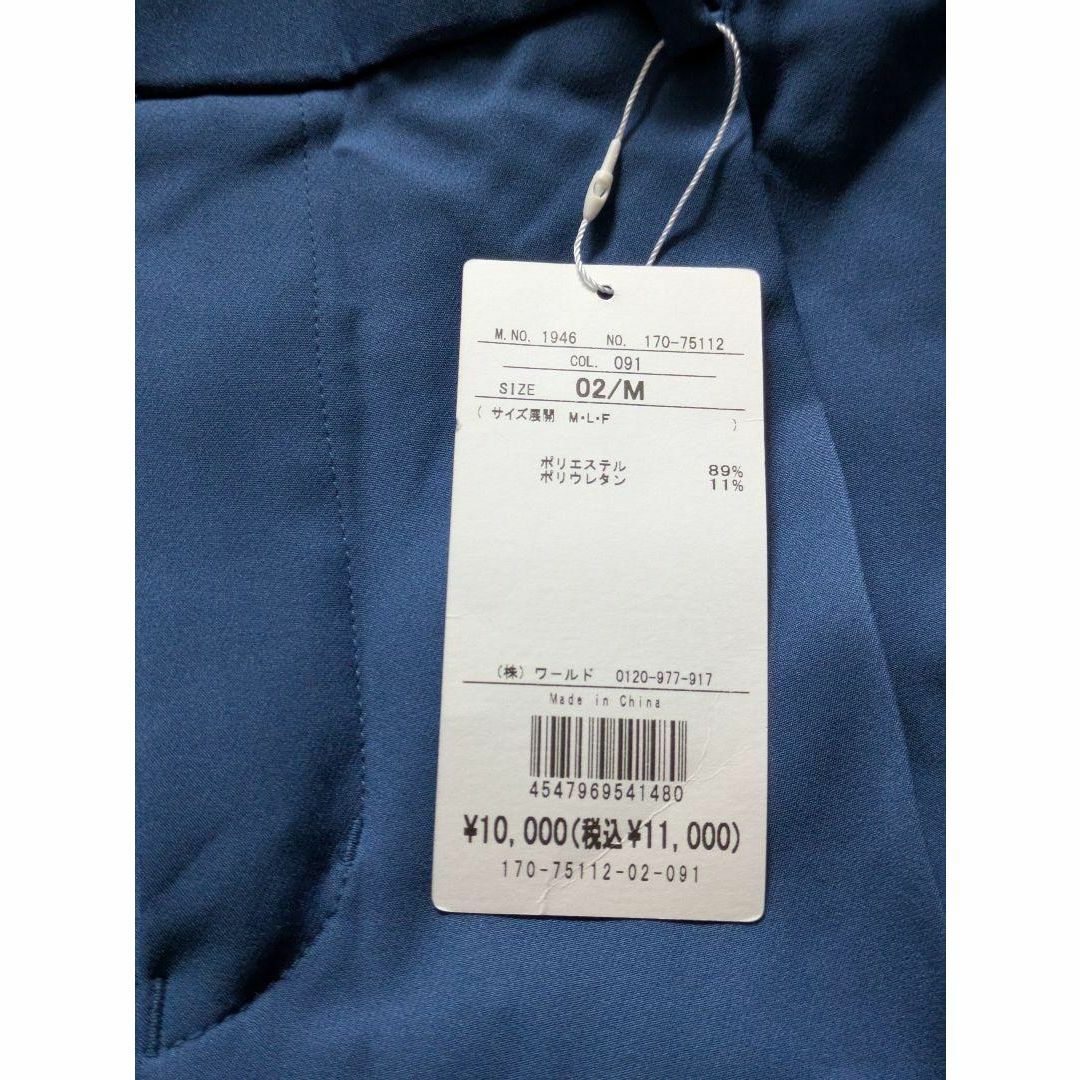 M.NO. 1946 NO. 170-75112
COL. 091
SIZE 02/M
( サイズ展開 M・L・F )
ポリエステル 89%
ポリウレタン 11%
(株) ワールド 0120-977-917
Made in China
4547969541480
¥10,000(税込¥11,000)
170-75112-02-091